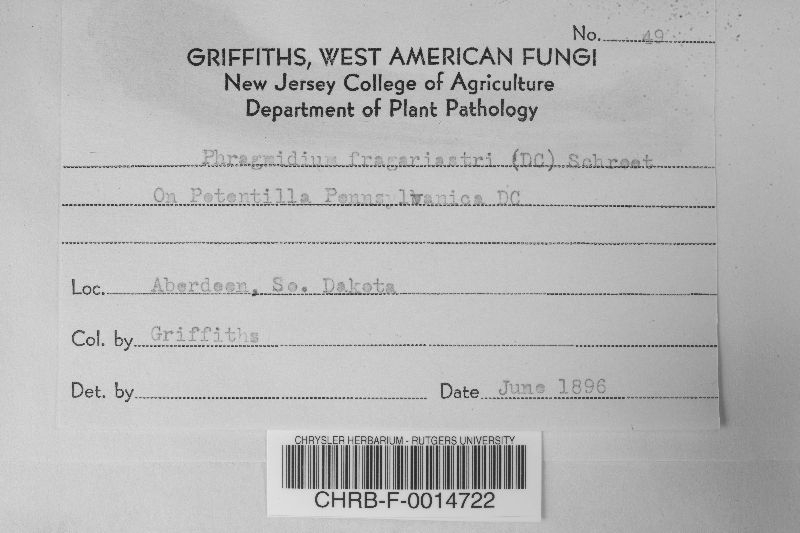 No. 49
GRIFFITHS, WEST AMERICAN FUNGI
New Jersey College of Agriculture
Department of Plant Pathology
Phragmidium fragariastri (DC) Schroet
On Potentilla Pennsylvanica DC
Loc. Aberdeen, So. Dakota
Col. by Griffiths
Det. by
Date June 1896
CHRYSLER HERBARIUM - RUTGERS UNIVERSITY
CHRB-F-0014722